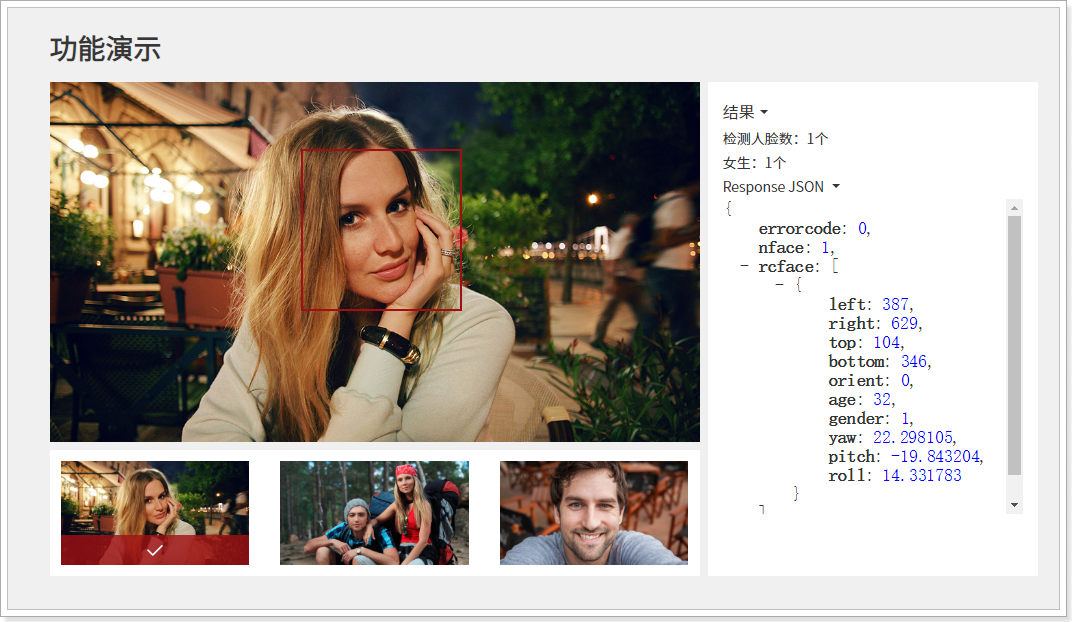 功能演示
结果
检测人脸数：1个
女生：1个
Response JSON
{
errorcode: 0,
nface: 1,
- rcface: [
- {
left: 387,
right: 629,
top: 104,
bottom: 346,
orient: 0,
age: 32,
gender: 1,
yaw: 22.298105,
pitch: -19.843204,
roll: 14.331783
}
]